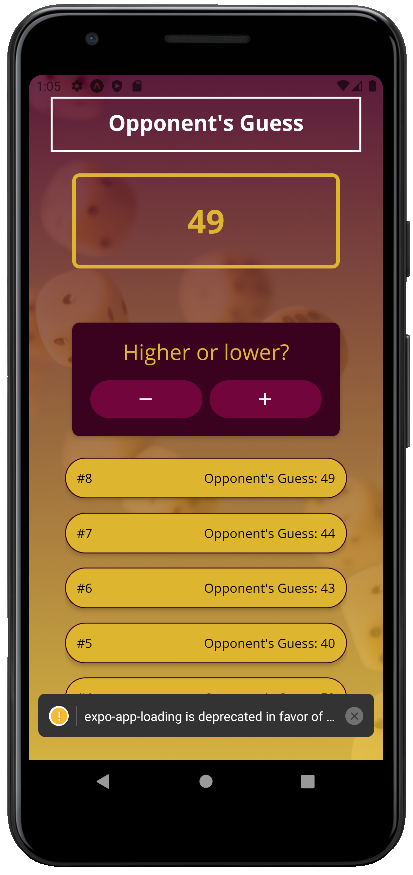 1:05
Opponent's Guess
49
Higher or lower?
− +
#8 Opponent's Guess: 49
#7 Opponent's Guess: 44
#6 Opponent's Guess: 43
#5 Opponent's Guess: 40
! expo-app-loading is deprecated in favor of ...